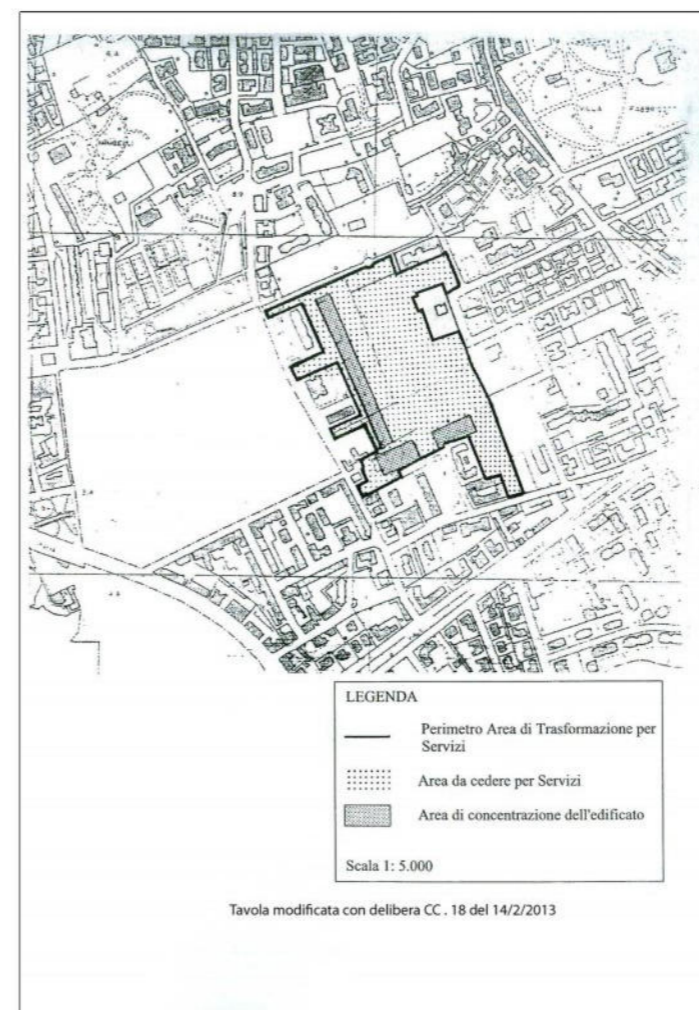 VILLA
LEGENDA
Perimetro Area di Trasformazione per
Servizi
Area da cedere per Servizi
Area di concentrazione dell'edificato
Scala 1: 5.000
Tavola modificata con delibera CC . 18 del 14/2/2013